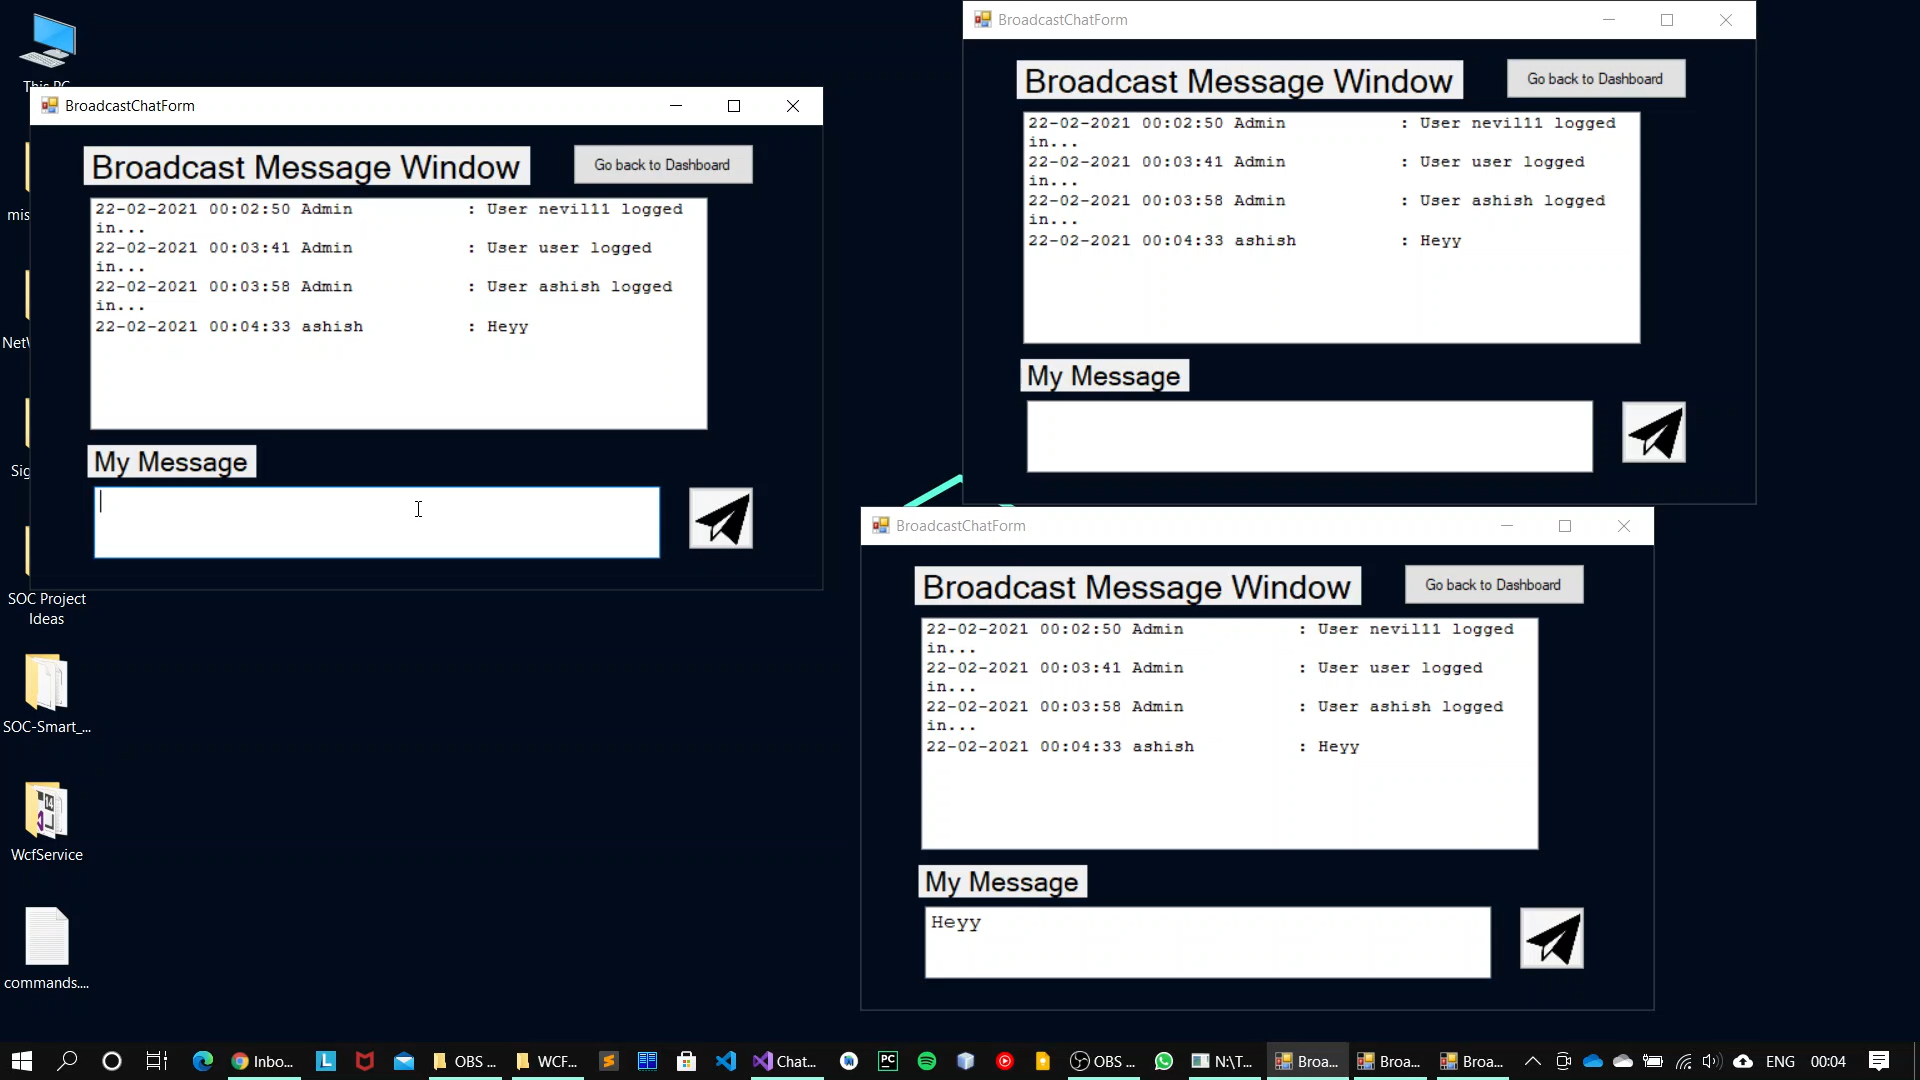 This PC
mis
Net
Sig
SOC Project
Ideas
SOC-Smart_...
WcfService
commands....
BroadcastChatForm
Broadcast Message Window
Go back to Dashboard
22-02-2021 00:02:50 Admin : User nevil11 logged
in...
22-02-2021 00:03:41 Admin : User user logged
in...
22-02-2021 00:03:58 Admin : User ashish logged
in...
22-02-2021 00:04:33 ashish : Heyy
My Message
BroadcastChatForm
Broadcast Message Window
Go back to Dashboard
22-02-2021 00:02:50 Admin : User nevil11 logged
in...
22-02-2021 00:03:41 Admin : User user logged
in...
22-02-2021 00:03:58 Admin : User ashish logged
in...
22-02-2021 00:04:33 ashish : Heyy
My Message
BroadcastChatForm
Broadcast Message Window
Go back to Dashboard
22-02-2021 00:02:50 Admin : User nevil11 logged
in...
22-02-2021 00:03:41 Admin : User user logged
in...
22-02-2021 00:03:58 Admin : User ashish logged
in...
22-02-2021 00:04:33 ashish : Heyy
My Message
Heyy
Inbo... L OBS ... WCF... Chat... PC OBS ... N:\T... Broa... Broa... Broa... ENG 00:04